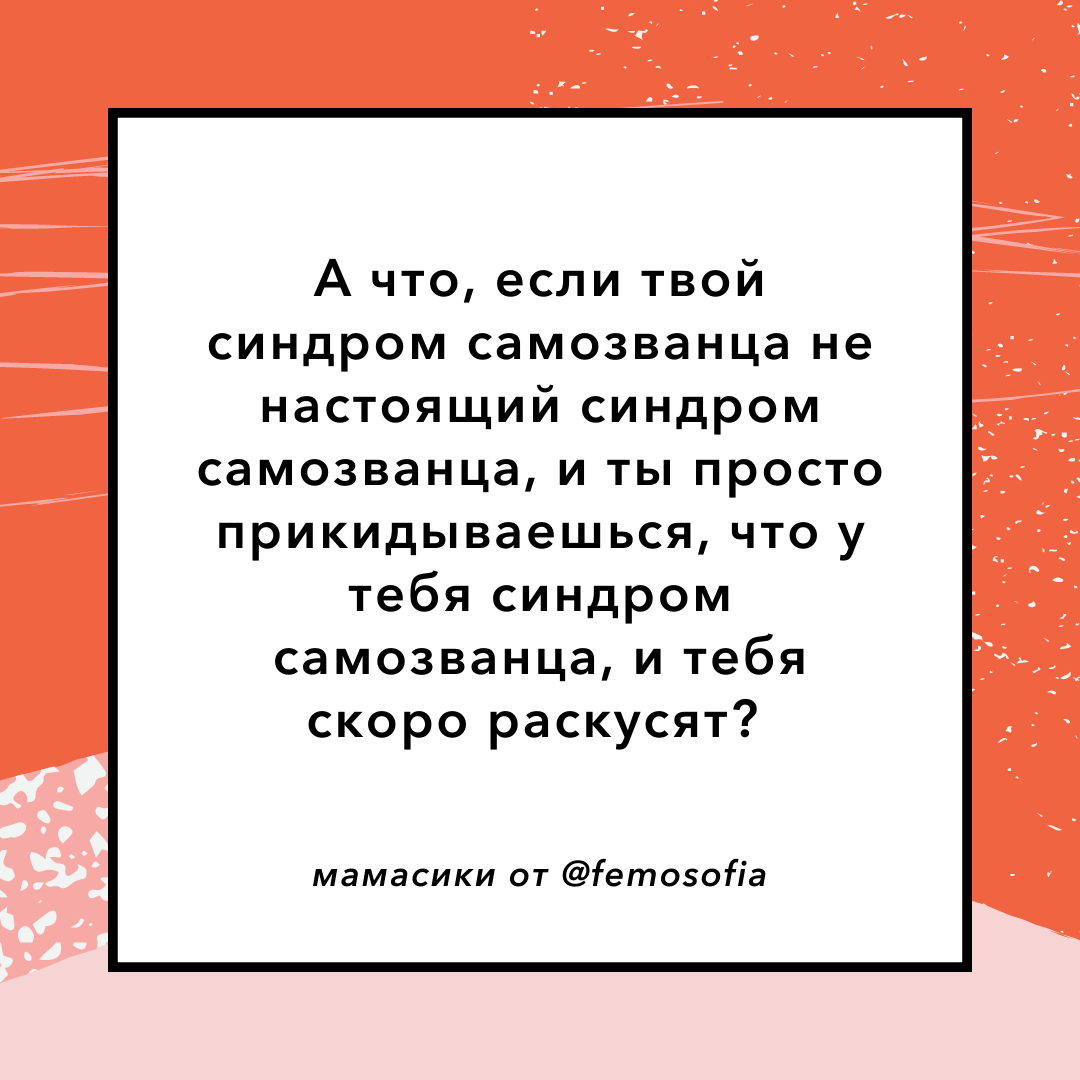 А что, если твой
синдром самозванца не
настоящий синдром
самозванца, и ты просто
прикидываешься, что у
тебя синдром
самозванца, и тебя
скоро раскусят?
мамасики от @femosofia